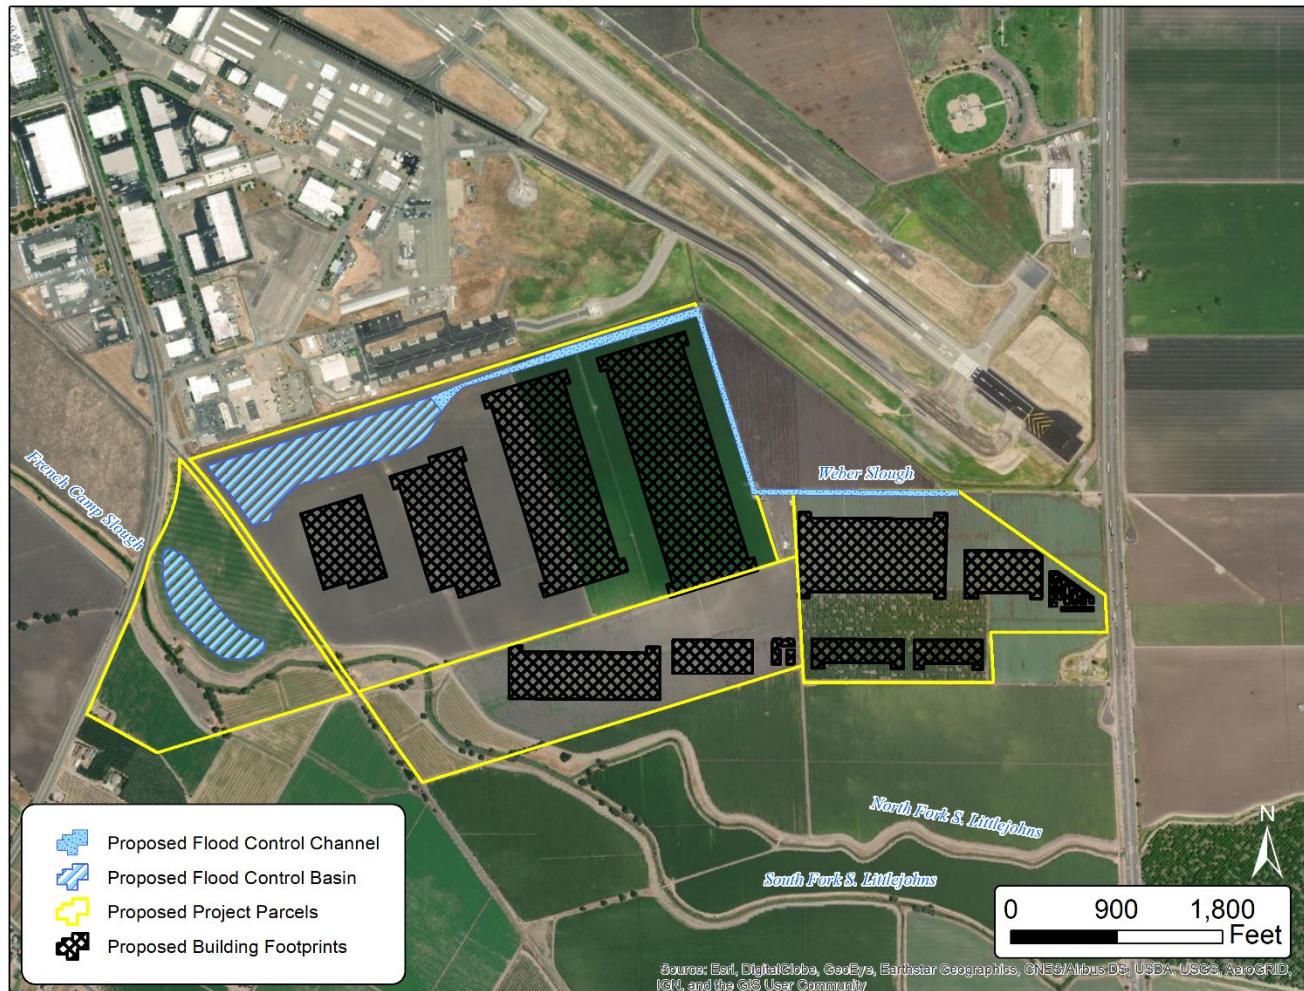 Weber Slough
French Camp Slough
North Fork S. Littlejohns
South Fork S. Littlejohns
Proposed Flood Control Channel
Proposed Flood Control Basin
Proposed Project Parcels
Proposed Building Footprints
N
0 900 1,800
Feet
Source: Esri, DigitalGlobe, GeoEye, Earthstar Geographics, CNES/Airbus DS, USDA, USGS, AeroGRID,
IGN, and the GIS User Community